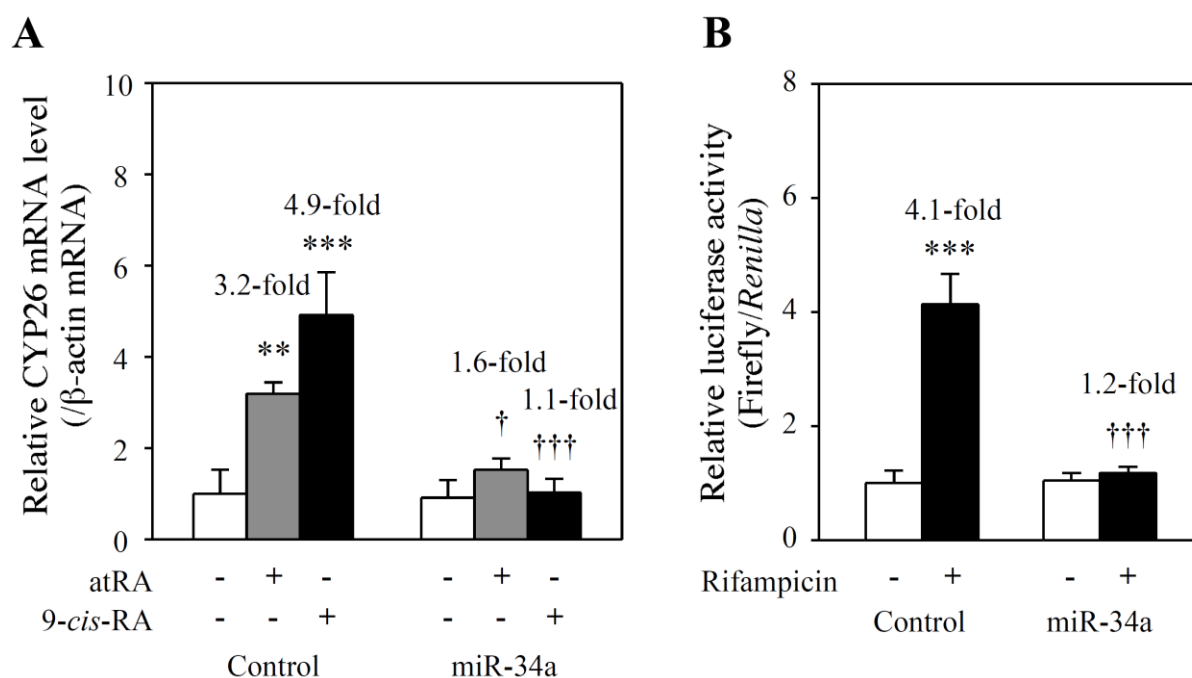 A
Relative CYP26 mRNA level
(/β-actin mRNA)
10
8
6
4
2
0
4.9-fold
***
3.2-fold
**
1.6-fold
†
1.1-fold
†††
atRA - + - - + -
9-cis-RA - - + - - +
Control miR-34a
B
Relative luciferase activity
(Firefly/Renilla)
8
6
4
2
0
4.1-fold
***
1.2-fold
†††
Rifampicin - + - +
Control miR-34a